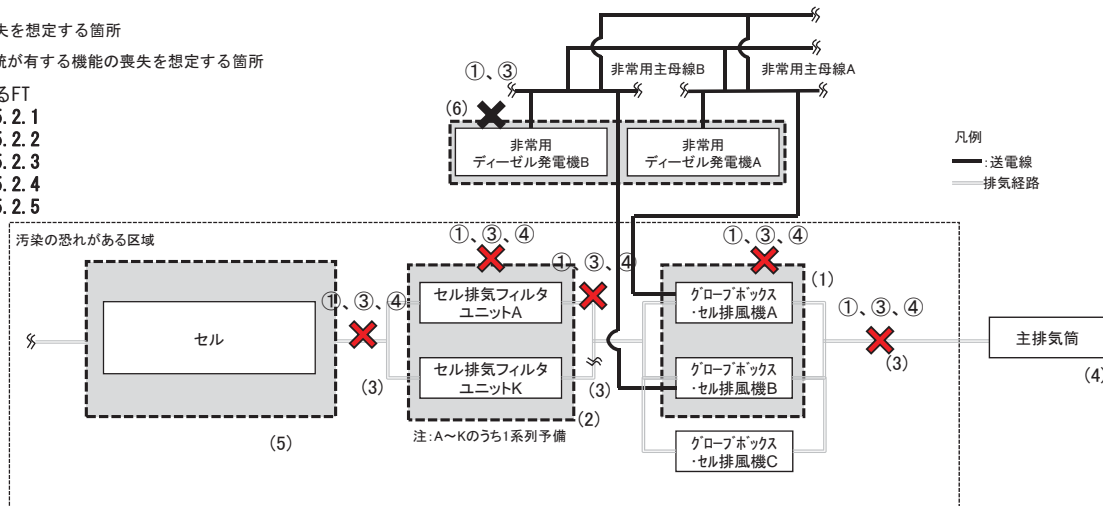 失を想定する箇所
統が有する機能の喪失を想定する箇所
るFT
5.2.1
5.2.2
5.2.3
5.2.4
5.2.5
非常用主母線B
非常用主母線A
①、③
(6)
非常用
ディーゼル発電機B
非常用
ディーゼル発電機A
凡例
:送電線
:排気経路
汚染の恐れがある区域
①、③、④
①、③、④
①、③、④
①、③、④
①、③、④
セル
(5)
セル排気フィルタ
ユニットA
セル排気フィルタ
ユニットK
(3)
(3)
(2)
注:A～Kのうち1系列予備
(1)
グローブボックス
・セル排風機A
グローブボックス
・セル排風機B
グローブボックス
・セル排風機C
(3)
主排気筒
(4)